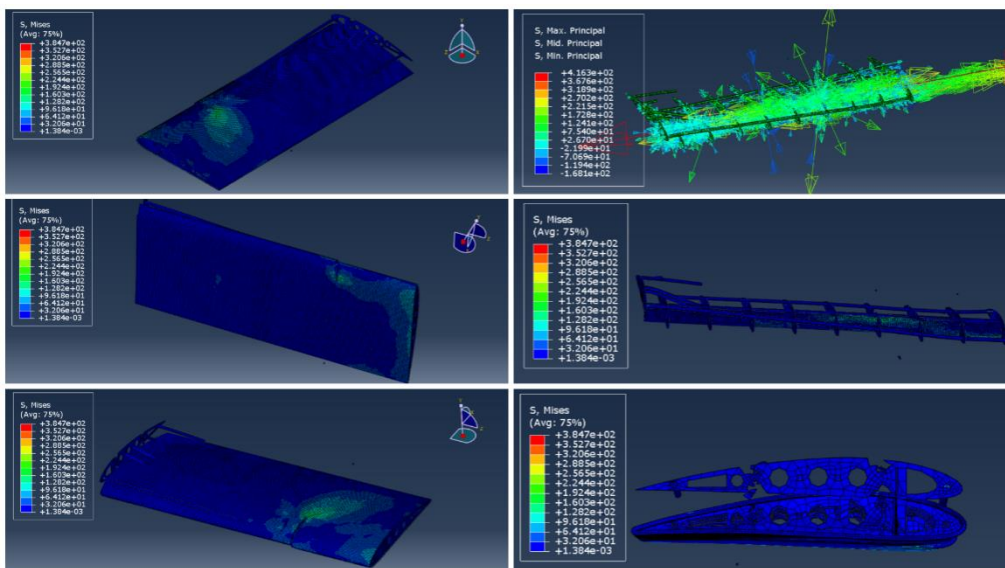 S, Mises
(Avg: 75%)
+3.847e+02
+3.527e+02
+3.206e+02
+2.885e+02
+2.565e+02
+2.244e+02
+1.924e+02
+1.603e+02
+1.282e+02
+9.618e+01
+6.412e+01
+3.206e+01
+1.384e-03
S, Max. Principal
S, Mid. Principal
S, Min. Principal
+4.163e+02
+3.676e+02
+3.189e+02
+2.702e+02
+2.215e+02
+1.728e+02
+1.241e+02
+7.540e+01
+2.670e+01
-2.199e+01
-7.069e+01
-1.194e+02
-1.681e+02
S, Mises
(Avg: 75%)
+3.847e+02
+3.527e+02
+3.206e+02
+2.885e+02
+2.565e+02
+2.244e+02
+1.924e+02
+1.603e+02
+1.282e+02
+9.618e+01
+6.412e+01
+3.206e+01
+1.384e-03
S, Mises
(Avg: 75%)
+3.847e+02
+3.527e+02
+3.206e+02
+2.885e+02
+2.565e+02
+2.244e+02
+1.924e+02
+1.603e+02
+1.282e+02
+9.618e+01
+6.412e+01
+3.206e+01
+1.384e-03
S, Mises
(Avg: 75%)
+3.847e+02
+3.527e+02
+3.206e+02
+2.885e+02
+2.565e+02
+2.244e+02
+1.924e+02
+1.603e+02
+1.282e+02
+9.618e+01
+6.412e+01
+3.206e+01
+1.384e-03
S, Mises
(Avg: 75%)
+3.847e+02
+3.527e+02
+3.206e+02
+2.885e+02
+2.565e+02
+2.244e+02
+1.924e+02
+1.603e+02
+1.282e+02
+9.618e+01
+6.412e+01
+3.206e+01
+1.384e-03